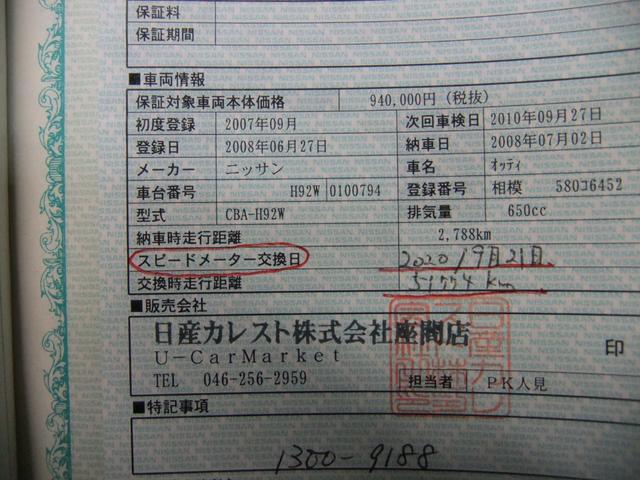 保証料
保証期間
■車両情報
保証対象車両本体価格 940,000円(税抜)
初度登録 2007年09月 次回車検日 2010年09月27日
登録日 2008年06月27日 納車日 2008年07月02日
メーカー ニッサン 車名 オッティ
車台番号 H92W 0100794 登録番号 相模 580コ6452
型式 CBA-H92W 排気量 650cc
納車時走行距離 2,788km
スピードメーター交換日 2020/9月21日
交換時走行距離 51774km
■販売会社
日産カレスト株式会社座間店 印
U-CarMarket
TEL 046-256-2959 担当者 PK人見
■特記事項
1300-9188